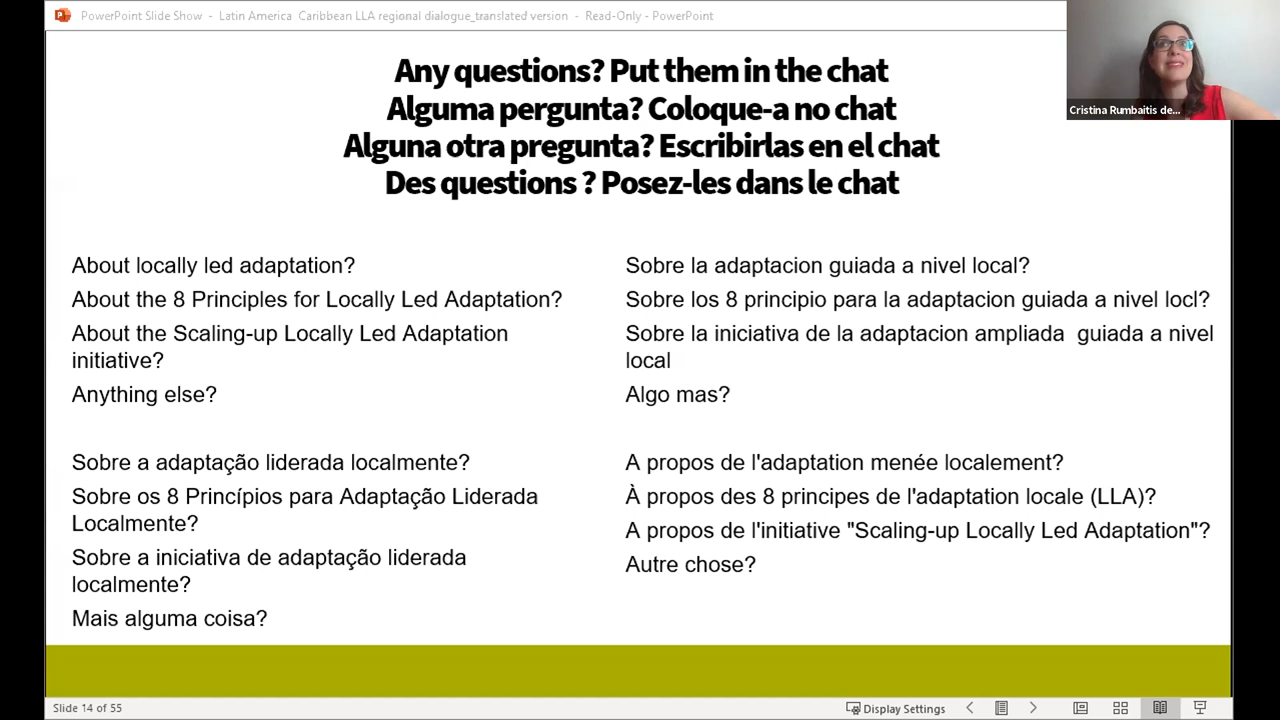 PowerPoint Slide Show - Latin America Caribbean LLA regional dialogue_translated version - Read-Only - PowerPoint
Cristina Rumbaitis de...
Any questions? Put them in the chat
Alguma pergunta? Coloque-a no chat
Alguna otra pregunta? Escribirlas en el chat
Des questions ? Posez-les dans le chat
About locally led adaptation?
About the 8 Principles for Locally Led Adaptation?
About the Scaling-up Locally Led Adaptation
initiative?
Anything else?
Sobre la adaptacion guiada a nivel local?
Sobre los 8 principio para la adaptacion guiada a nivel locl?
Sobre la iniciativa de la adaptacion ampliada guiada a nivel
local
Algo mas?
Sobre a adaptação liderada localmente?
Sobre os 8 Princípios para Adaptação Liderada
Localmente?
Sobre a iniciativa de adaptação liderada
localmente?
Mais alguma coisa?
A propos de l'adaptation menée localement?
À propos des 8 principes de l'adaptation locale (LLA)?
A propos de l'initiative "Scaling-up Locally Led Adaptation"?
Autre chose?
Slide 14 of 55
Display Settings